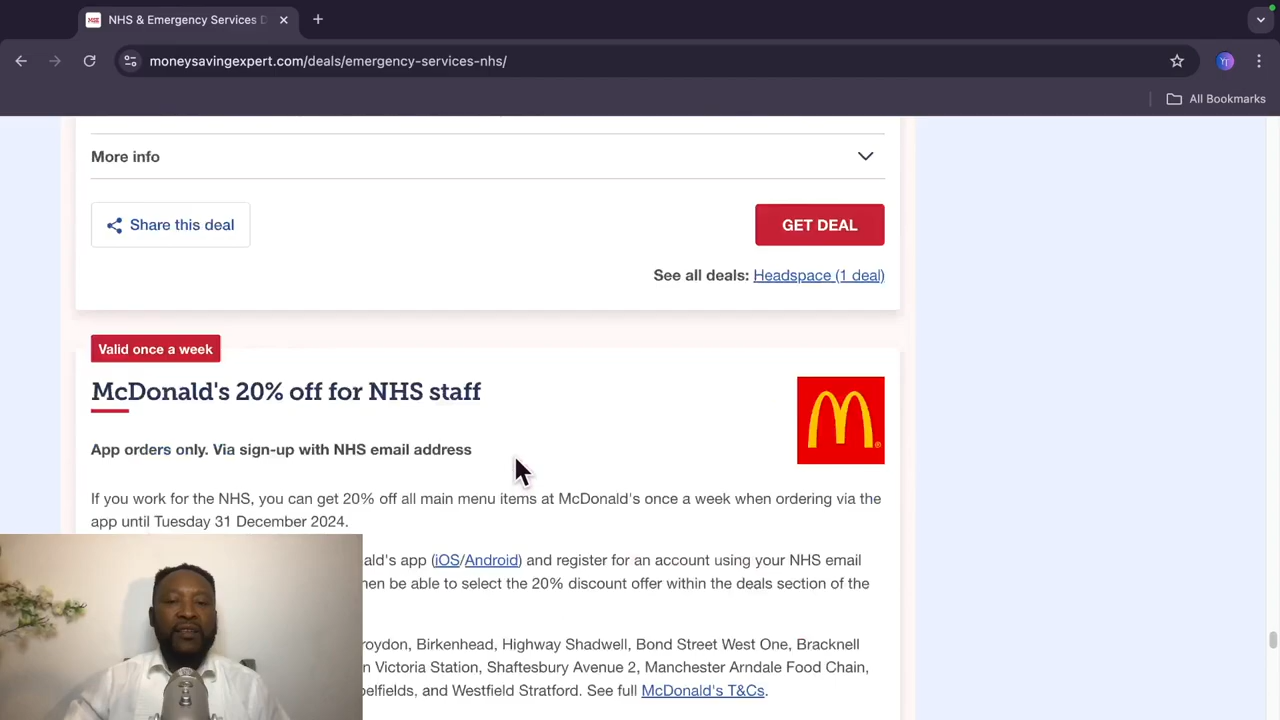 NHS & Emergency Services D
moneysavingexpert.com/deals/emergency-services-nhs/
All Bookmarks
More info
Share this deal
GET DEAL
See all deals: Headspace (1 deal)
Valid once a week
McDonald's 20% off for NHS staff
App orders only. Via sign-up with NHS email address
If you work for the NHS, you can get 20% off all main menu items at McDonald's once a week when ordering via the
app until Tuesday 31 December 2024.
ald's app (iOS/Android) and register for an account using your NHS email
en be able to select the 20% discount offer within the deals section of the
roydon, Birkenhead, Highway Shadwell, Bond Street West One, Bracknell
n Victoria Station, Shaftesbury Avenue 2, Manchester Arndale Food Chain,
elfields, and Westfield Stratford. See full McDonald's T&Cs.